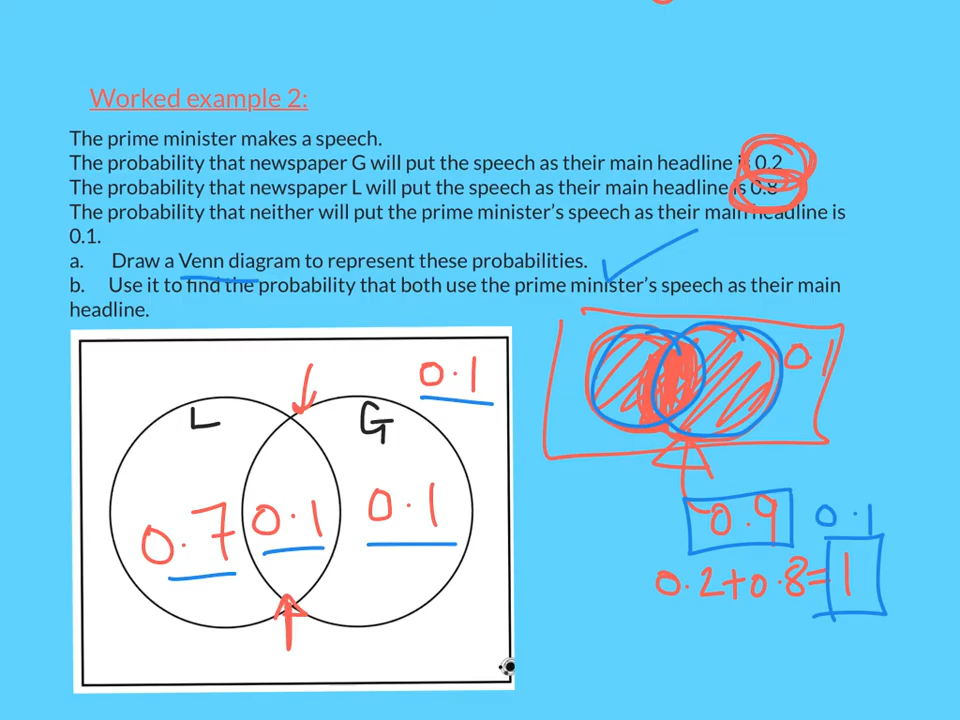 Worked example 2:
The prime minister makes a speech.
The probability that newspaper G will put the speech as their main headline is 0.2
The probability that newspaper L will put the speech as their main headline is 0.8
The probability that neither will put the prime minister's speech as their main headline is
0.1.
a. Draw a Venn diagram to represent these probabilities.
b. Use it to find the probability that both use the prime minister's speech as their main
headline.
0.1
L
G
0.7
0.1
0.1
0.1
0.9
0.1
0.2+0.8=1